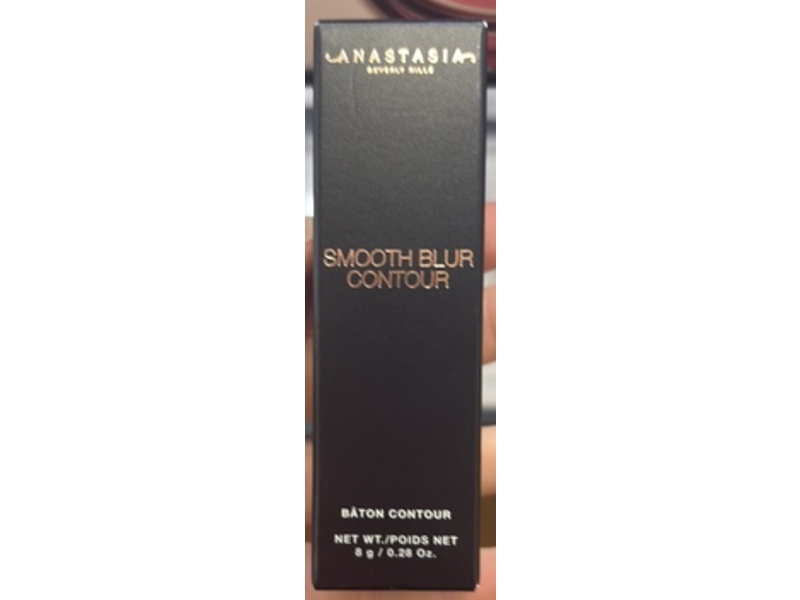 ANASTASIA
BEVERLY HILLS
SMOOTH BLUR
CONTOUR
BÂTON CONTOUR
NET WT./POIDS NET
8 g / 0.28 Oz.